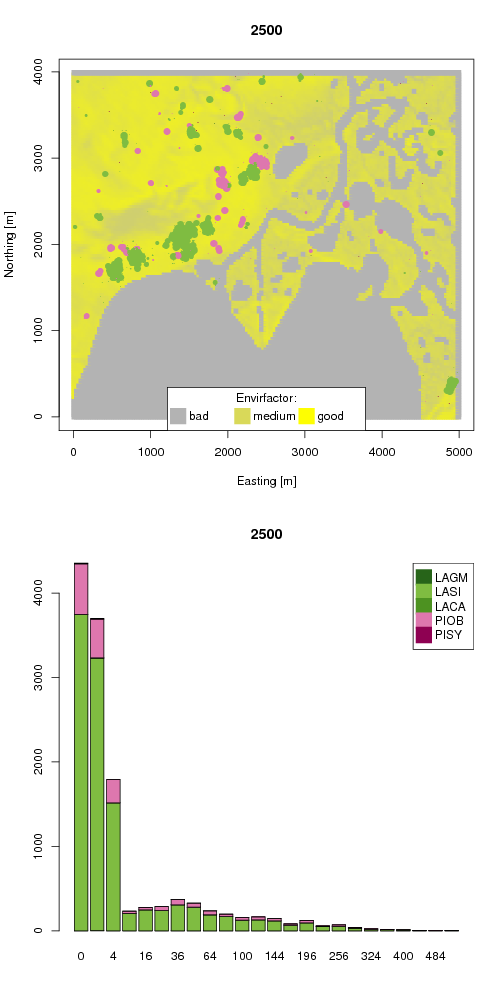 2500
Northing [m]
4000
3000
2000
1000
0
Envirfactor:
bad medium good
0 1000 2000 3000 4000 5000
Easting [m]
2500
LAGM
LASI
LACA
PIOB
PISY
4000
3000
2000
1000
0
0 4 16 36 64 100 144 196 256 324 400 484